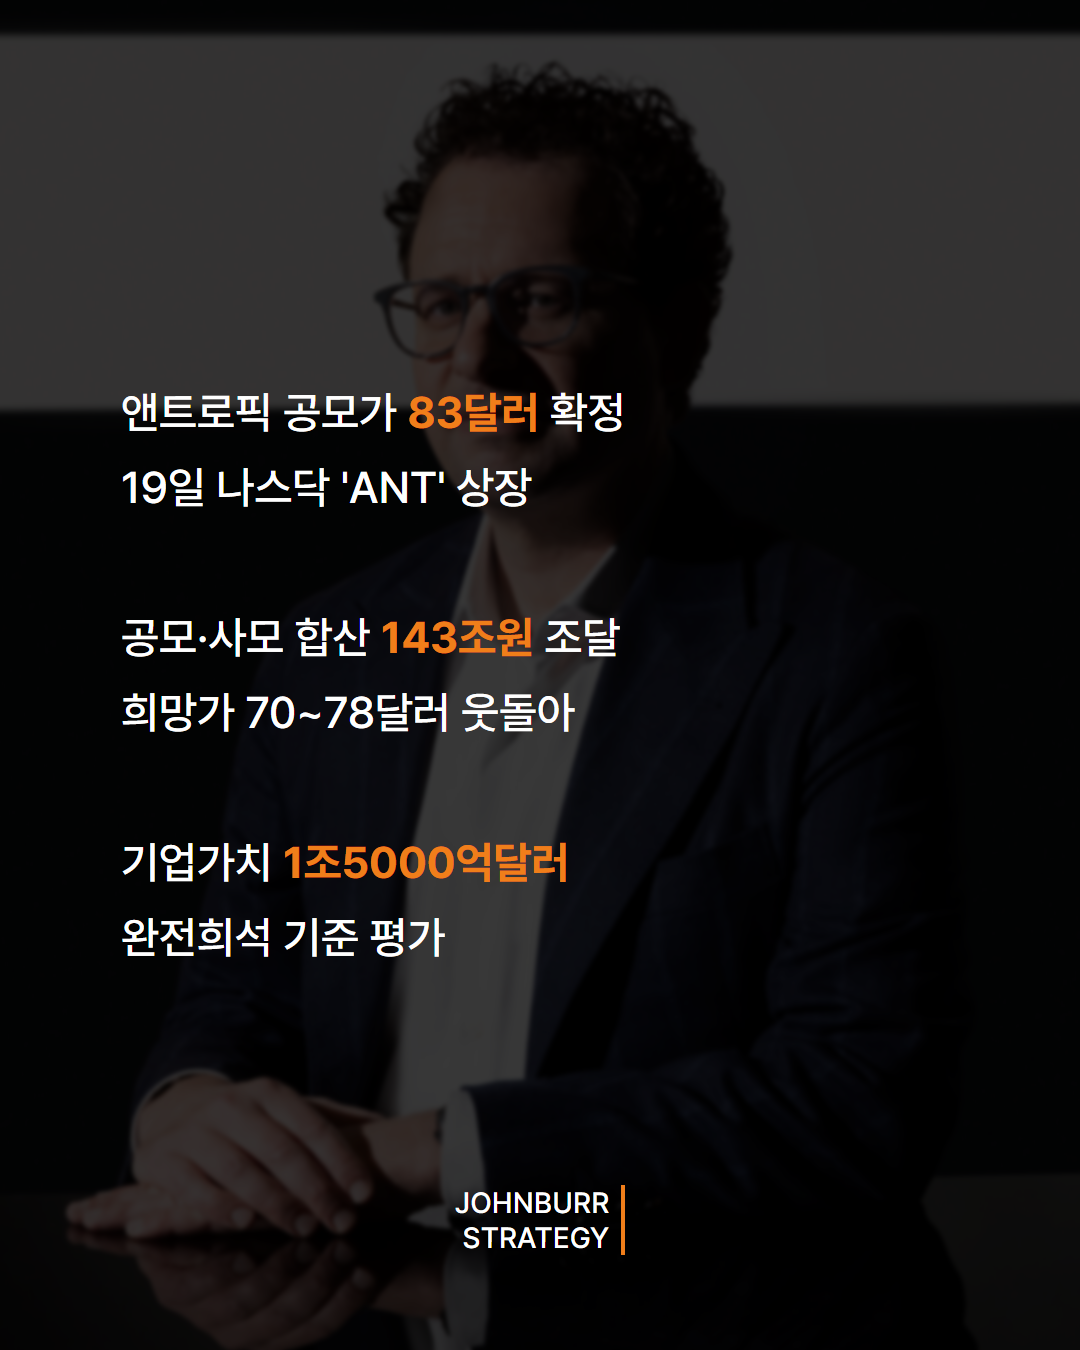 앤트로픽 공모가 83달러 확정
19일 나스닥 'ANT' 상장
공모·사모 합산 143조원 조달
희망가 70~78달러 웃돌아
기업가치 1조5000억달러
완전희석 기준 평가
JOHNBURR
STRATEGY